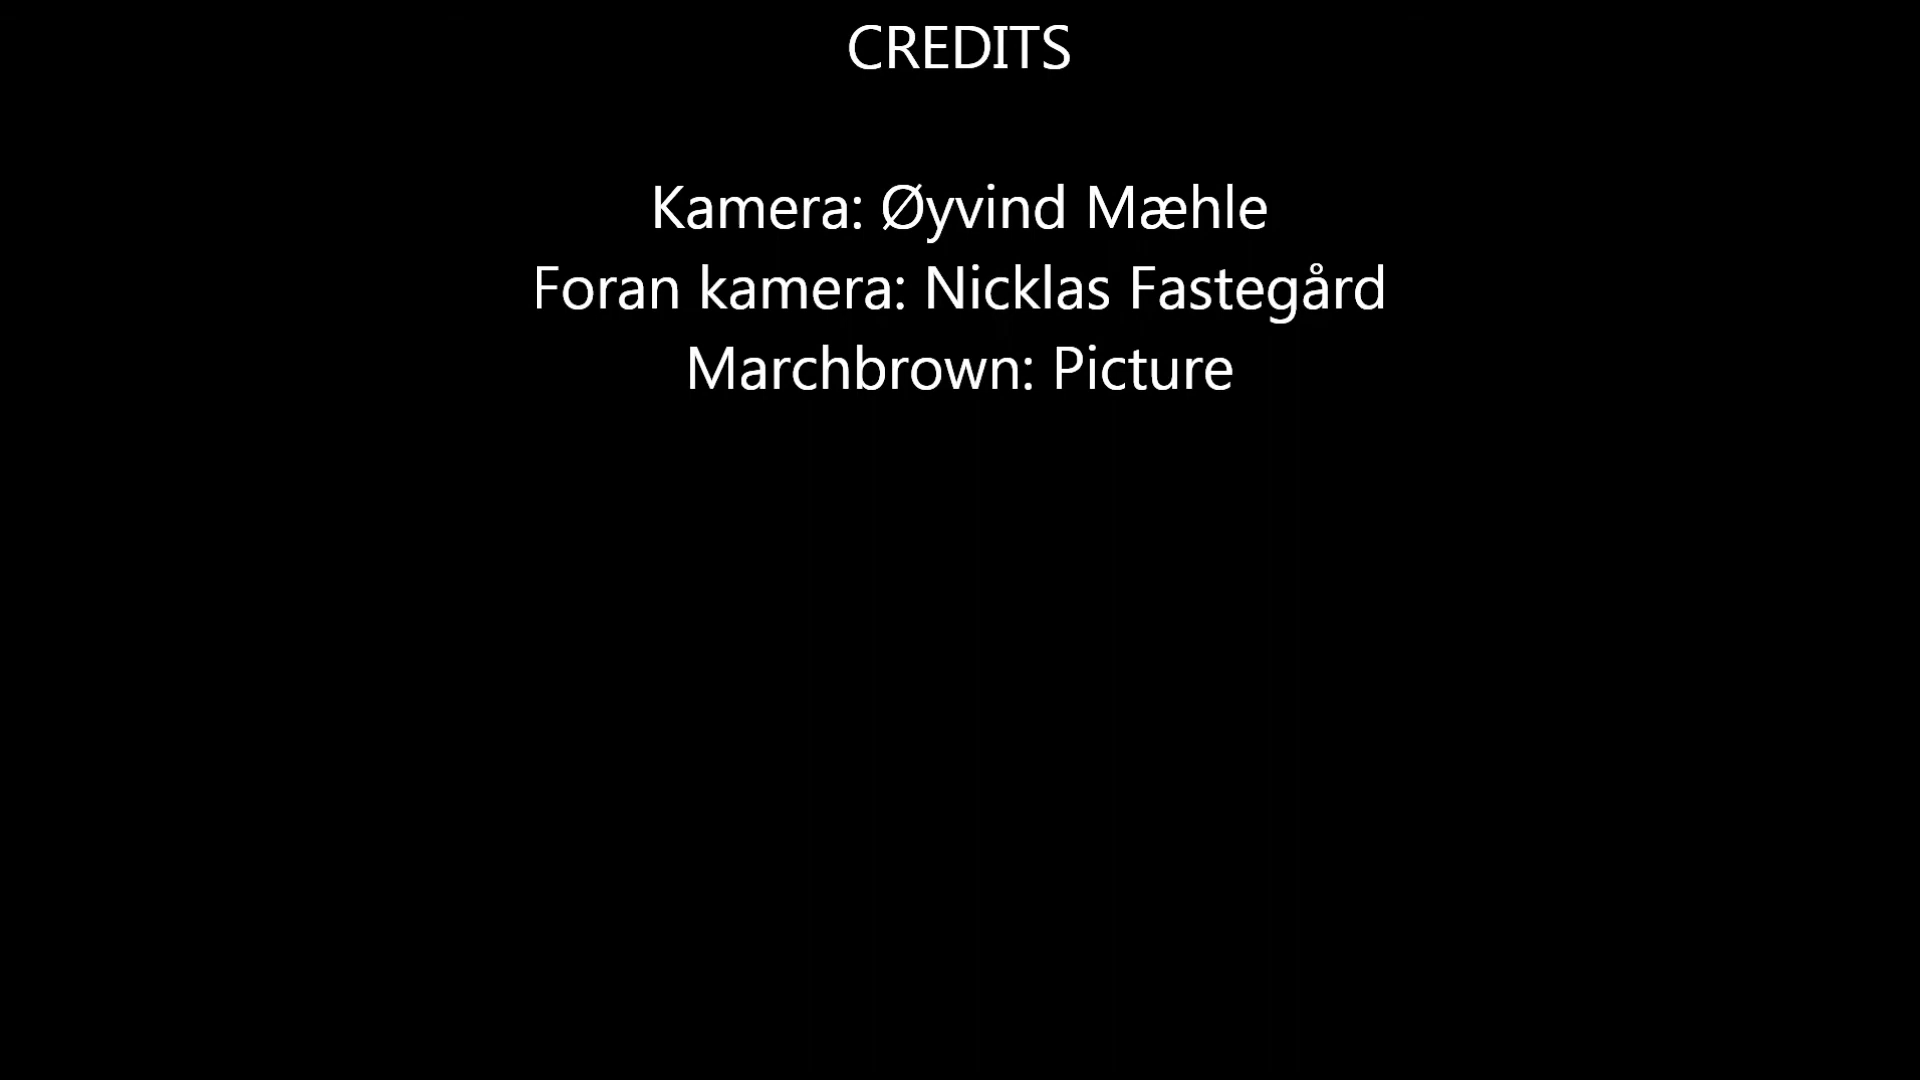 CREDITS
Kamera: Øyvind Mæhle
Foran kamera: Nicklas Fastegård
Marchbrown: Picture